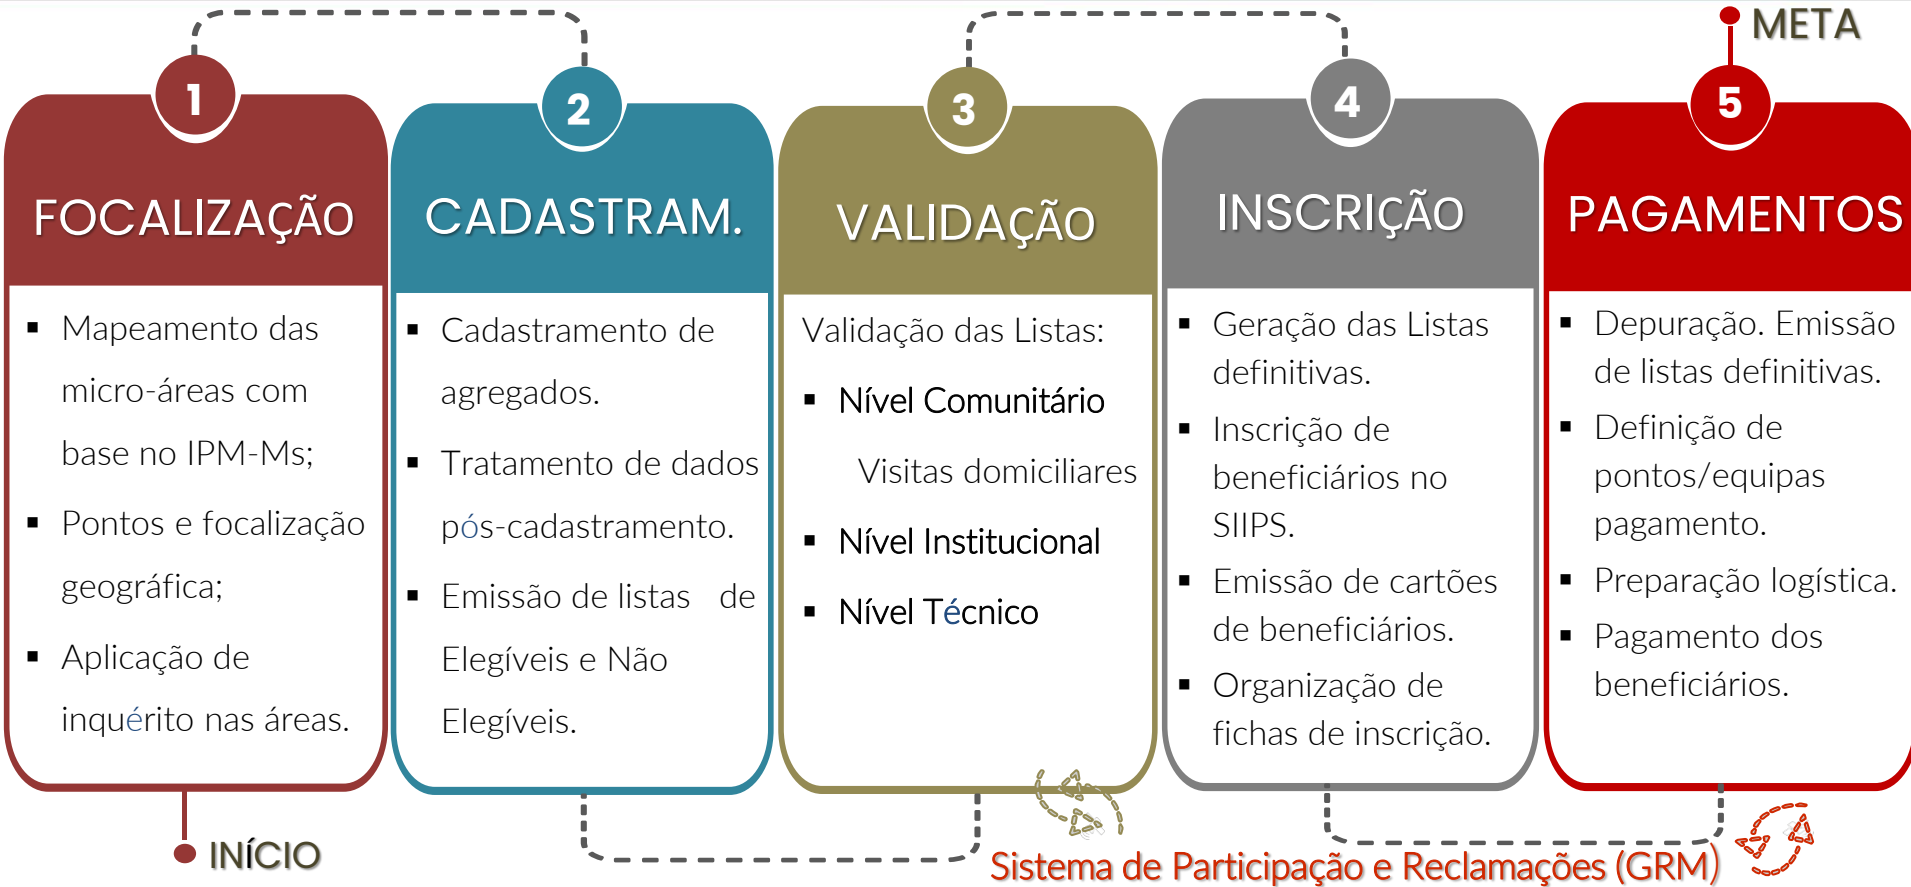 META
1
FOCALIZAÇÃO
▪ Mapeamento das
micro-áreas com
base no IPM-Ms;
▪ Pontos e focalização
geográfica;
▪ Aplicação de
inquérito nas áreas.
INÍCIO
2
CADASTRAM.
▪ Cadastramento de
agregados.
▪ Tratamento de dados
pós-cadastramento.
▪ Emissão de listas de
Elegíveis e Não
Elegíveis.
3
VALIDAÇÃO
Validação das Listas:
▪ Nível Comunitário
Visitas domiciliares
▪ Nível Institucional
▪ Nível Técnico
4
INSCRIÇÃO
▪ Geração das Listas
definitivas.
▪ Inscrição de
beneficiários no
SIIPS.
▪ Emissão de cartões
de beneficiários.
▪ Organização de
fichas de inscrição.
5
PAGAMENTOS
▪ Depuração. Emissão
de listas definitivas.
▪ Definição de
pontos/equipas
pagamento.
▪ Preparação logística.
▪ Pagamento dos
beneficiários.
Sistema de Participação e Reclamações (GRM)